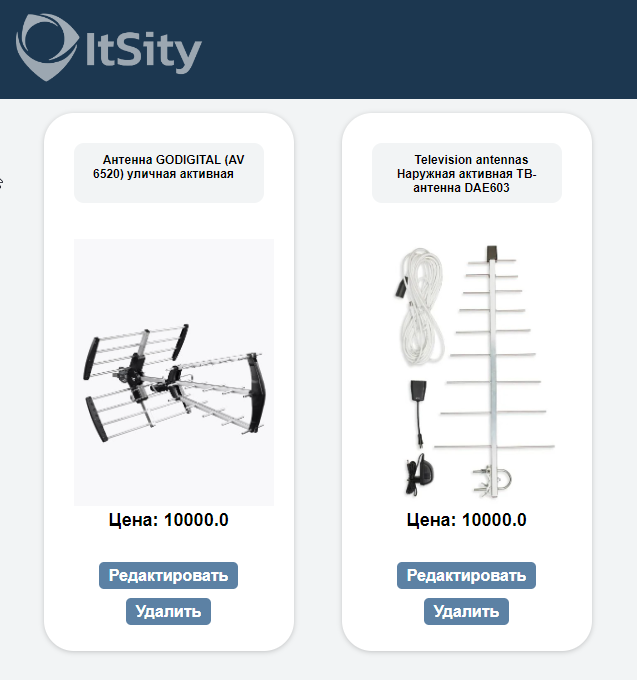 ItSity
Антенна GODIGITAL (AV
6520) уличная активная
Television antennas
Наружная активная ТВ-
антенна DAE603
Цена: 10000.0
Цена: 10000.0
Редактировать
Редактировать
Удалить
Удалить